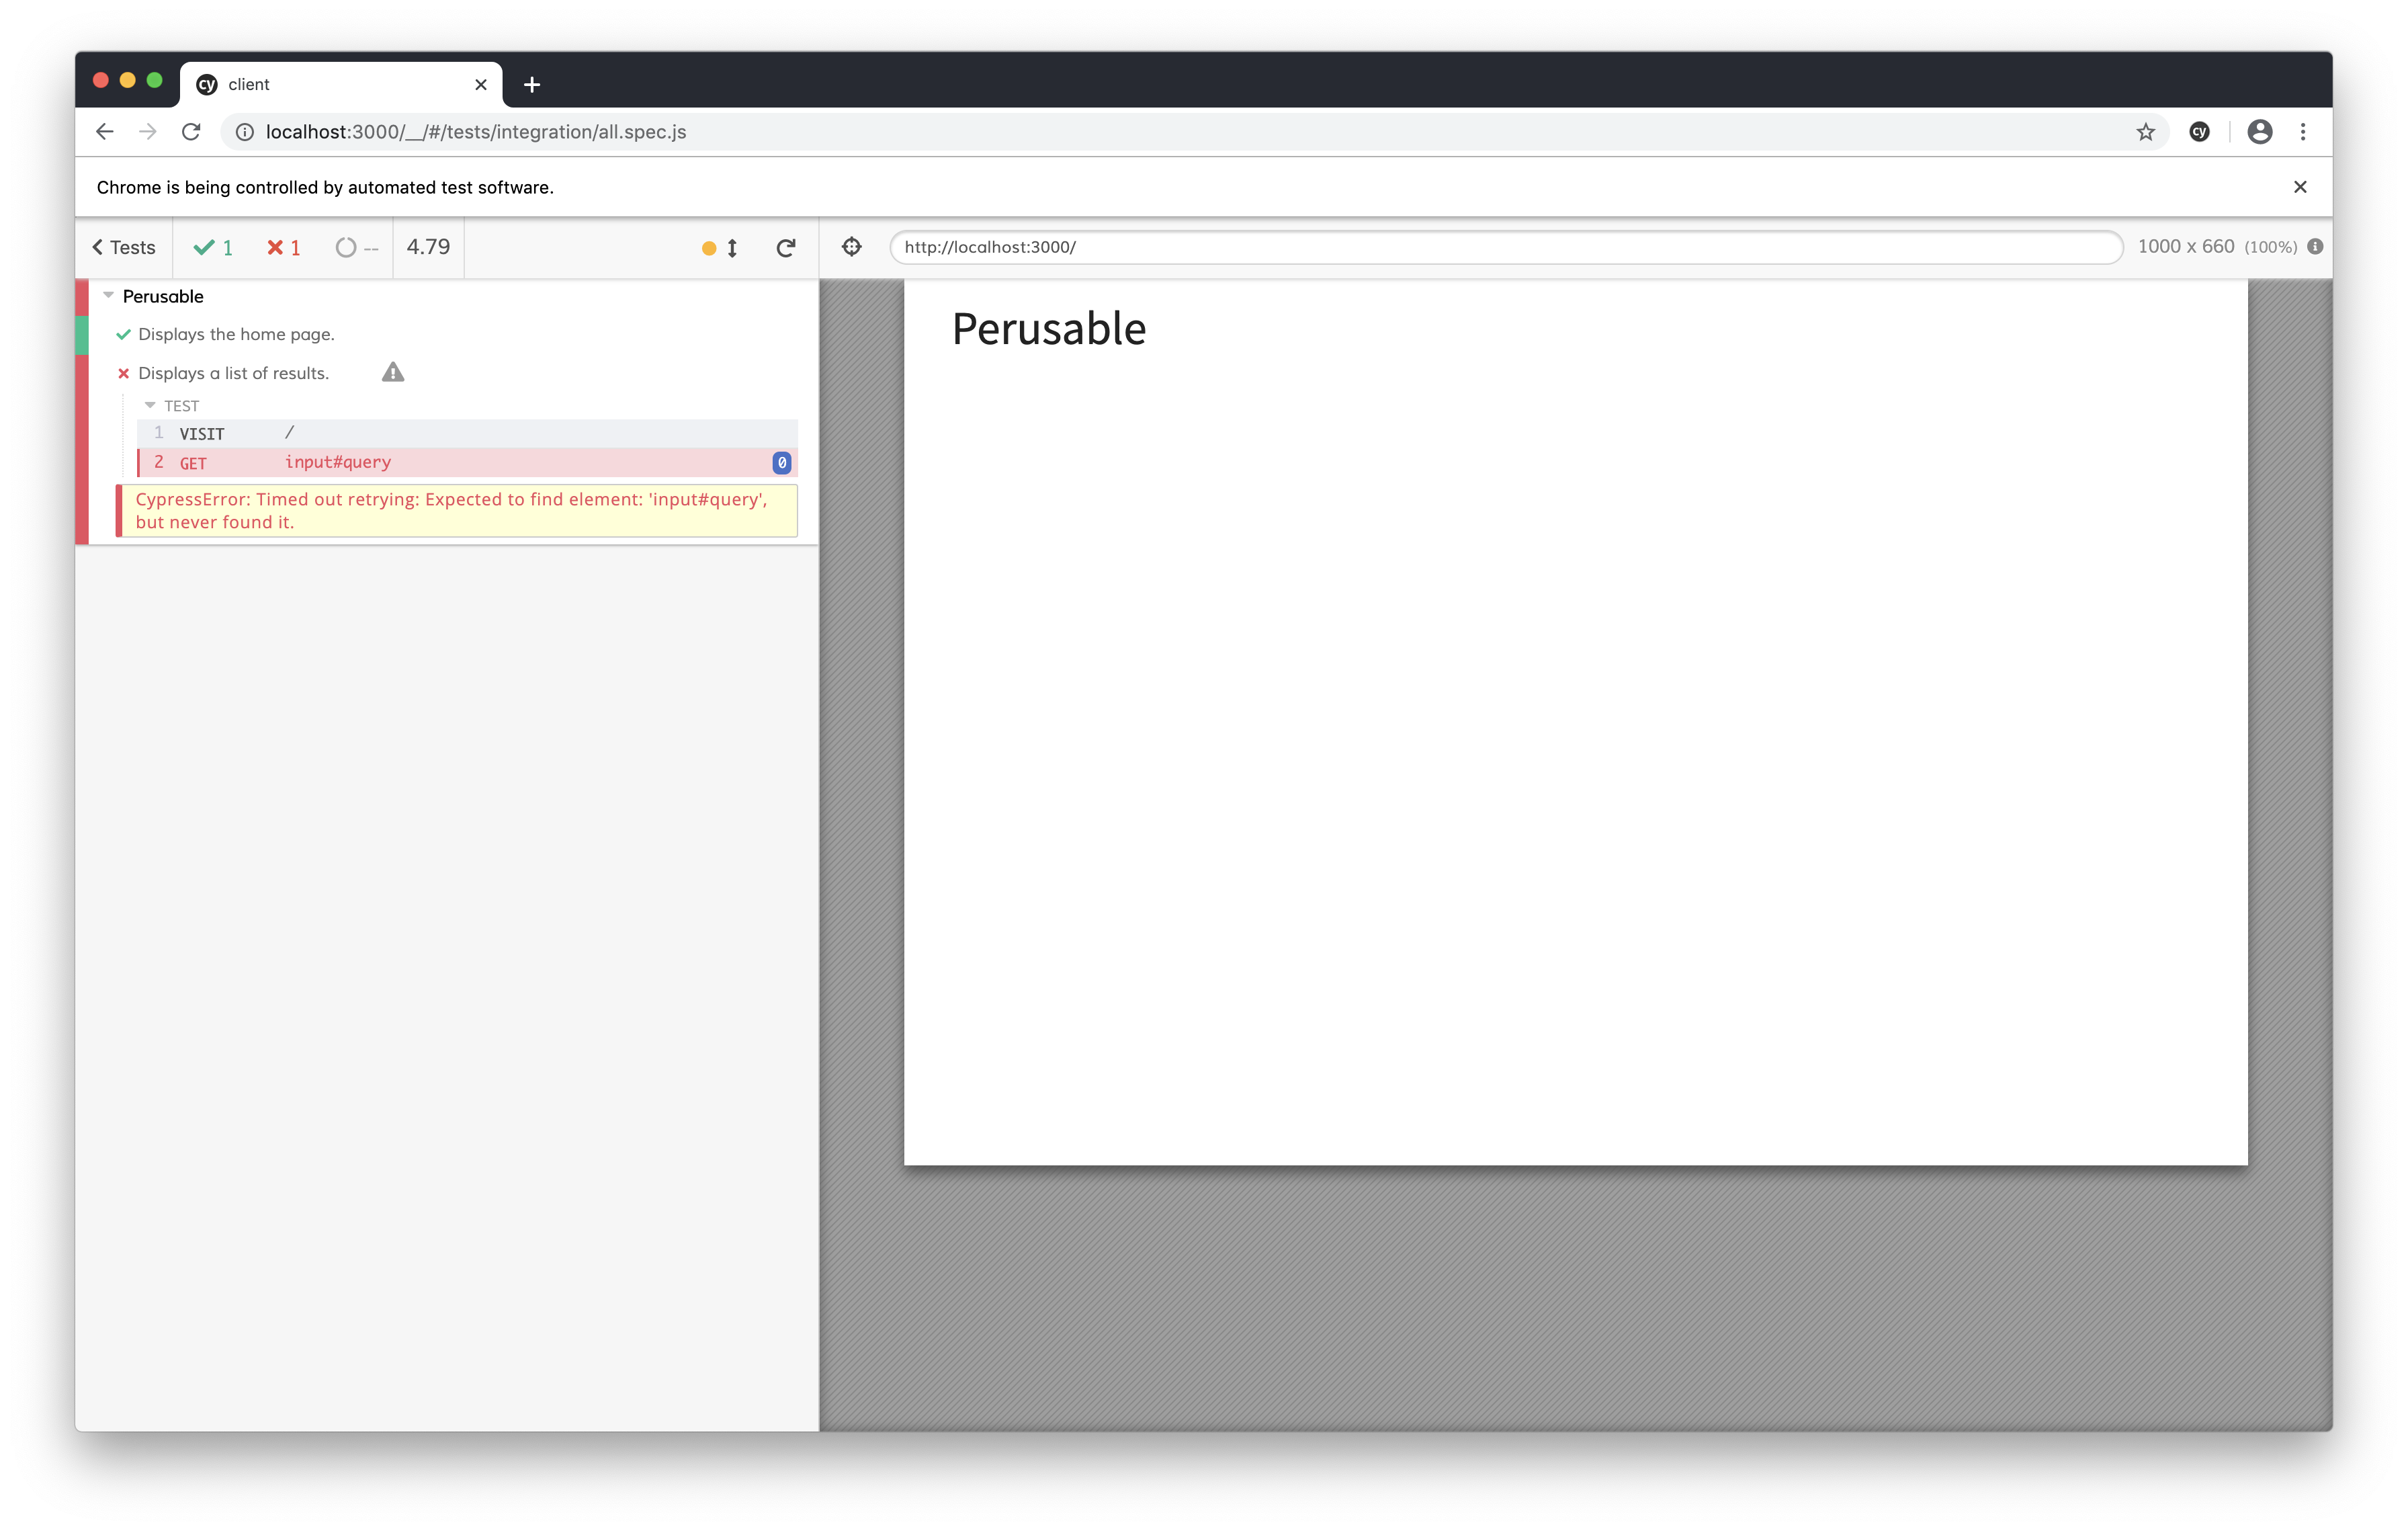 cy client
localhost:3000/__/#/tests/integration/all.spec.js
cy
Chrome is being controlled by automated test software.
Tests 1 1 -- 4.79
http://localhost:3000/
1000 x 660 (100%)
Perusable
Displays the home page.
Displays a list of results.
TEST
1 VISIT /
2 GET input#query 0
CypressError: Timed out retrying: Expected to find element: 'input#query',
but never found it.
Perusable